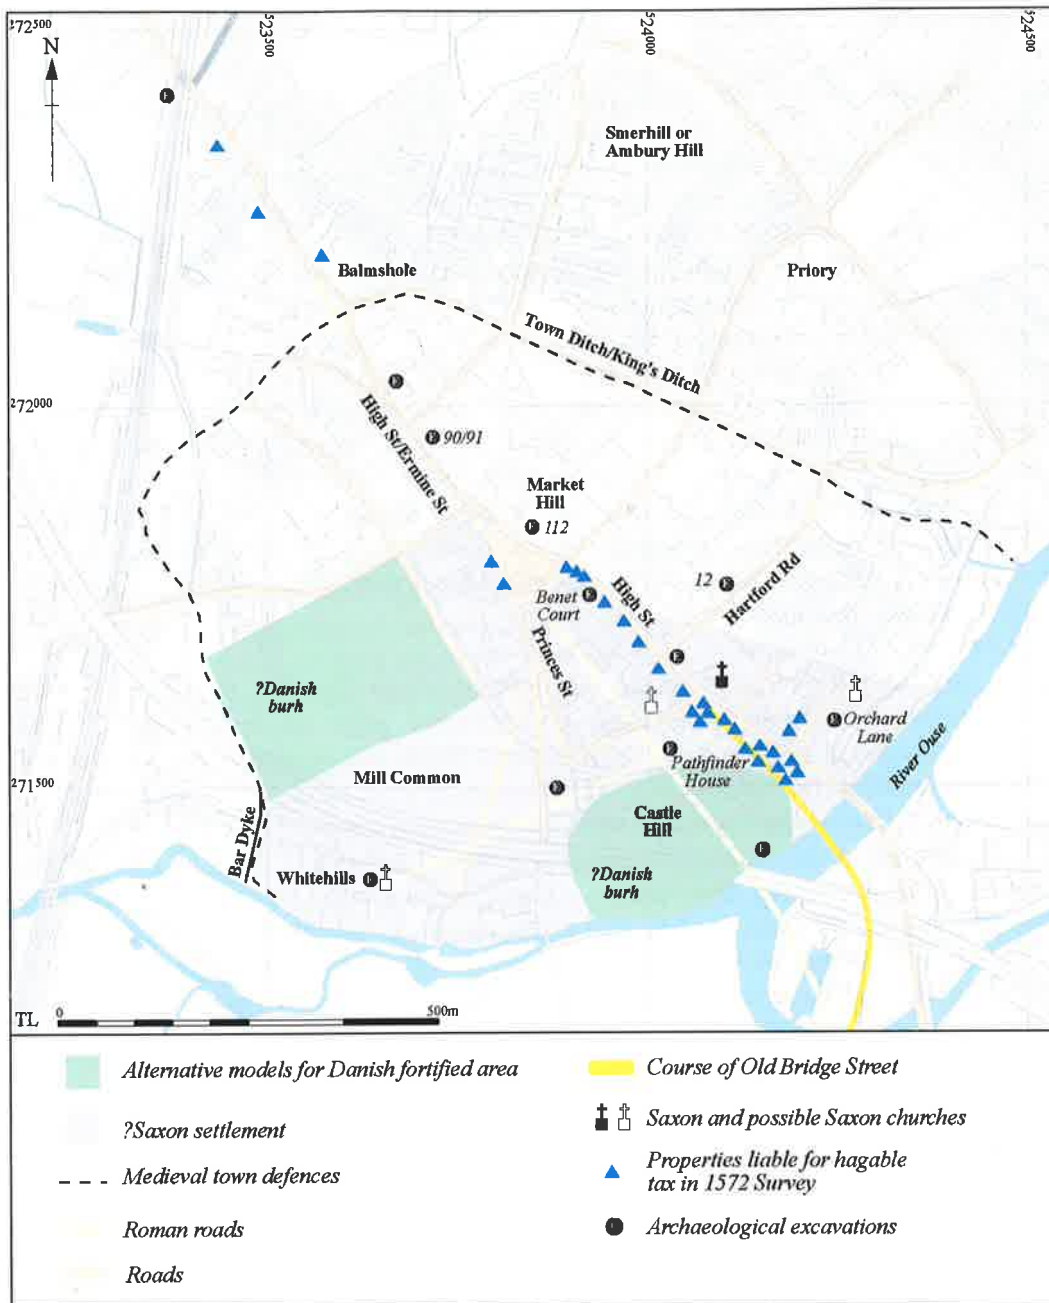 272500
523500
524000
524500
N
Smerhill or
Ambury Hill
Balmshole
Priory
Town Ditch/King's Ditch
272000
High St/Ermine St
90/91
Market
Hill
112
Benet
Court
High St
12
Hartford Rd
Princes St
?Danish
burh
Orchard
Lane
Pathfinder
House
River Ouse
271500
Mill Common
Castle
Hill
Bar Dyke
Whitehills
?Danish
burh
TL
0
500m
Alternative models for Danish fortified area
?Saxon settlement
Medieval town defences
Roman roads
Roads
Course of Old Bridge Street
Saxon and possible Saxon churches
Properties liable for hagable
tax in 1572 Survey
Archaeological excavations